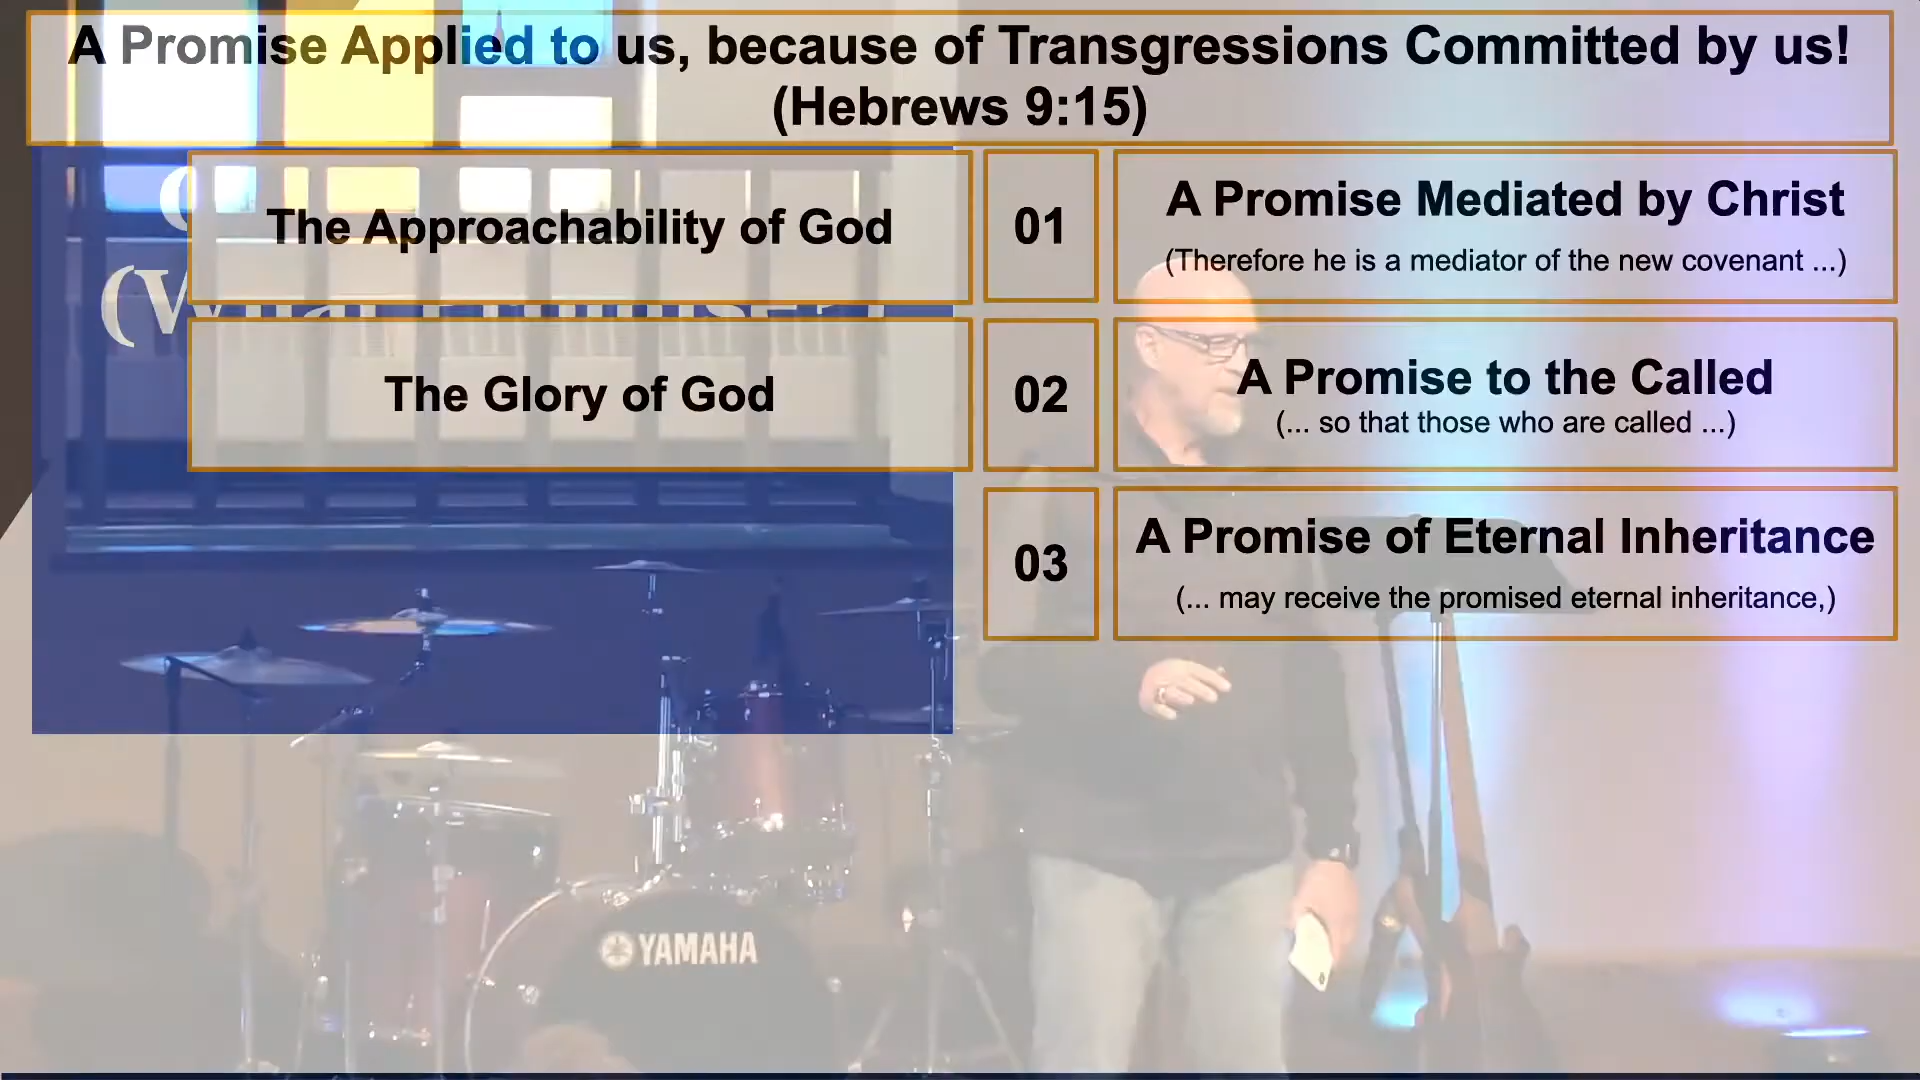 A Promise Applied to us, because of Transgressions Committed by us!
(Hebrews 9:15)
The Approachability of God
01
A Promise Mediated by Christ
(Therefore he is a mediator of the new covenant ...)
The Glory of God
02
A Promise to the Called
(... so that those who are called ...)
03
A Promise of Eternal Inheritance
(... may receive the promised eternal inheritance,)
YAMAHA